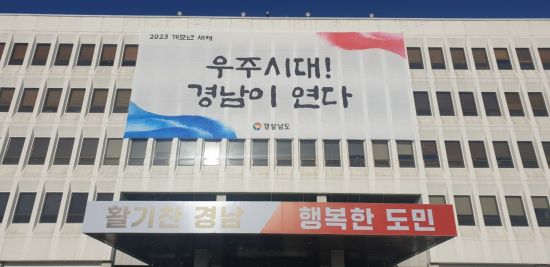 2023 계묘년 새해
우주시대!
경남이 연다
경상남도
활기찬 경남 행복한 도민